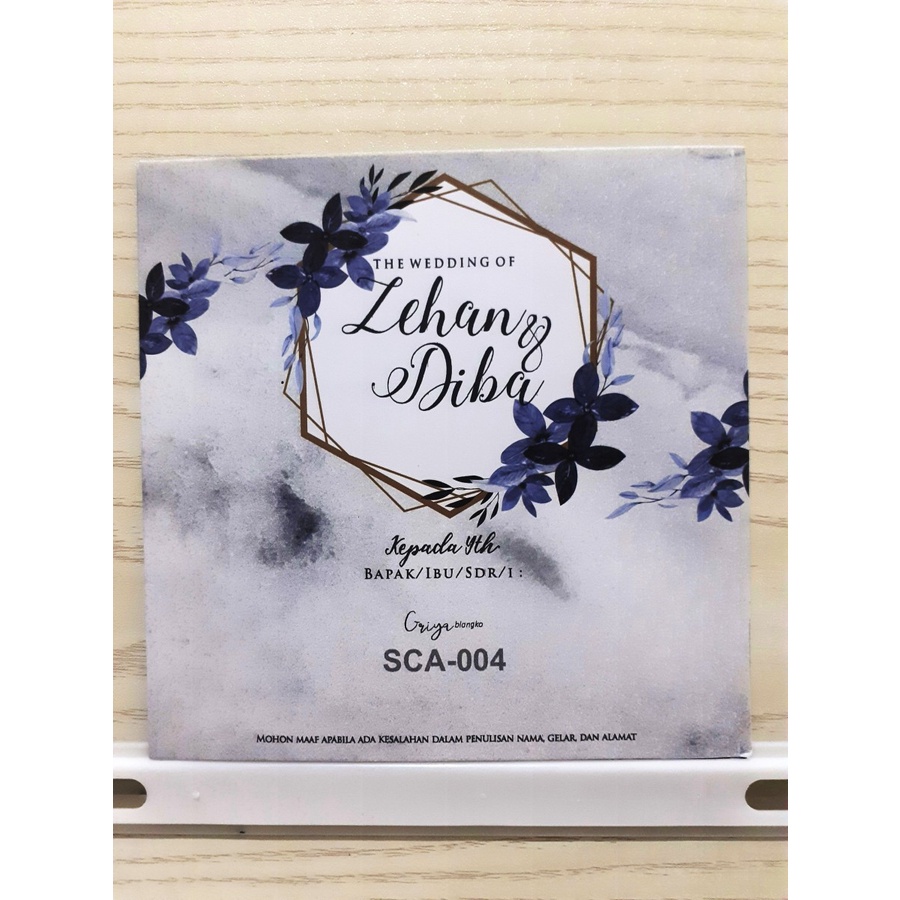 THE WEDDING OF
Zehan &
Diba
Kepada Yth
BAPAK/IBU/SDR/I :
Griya blangko
SCA-004
MOHON MAAF APABILA ADA KESALAHAN DALAM PENULISAN NAMA, GELAR, DAN ALAMAT